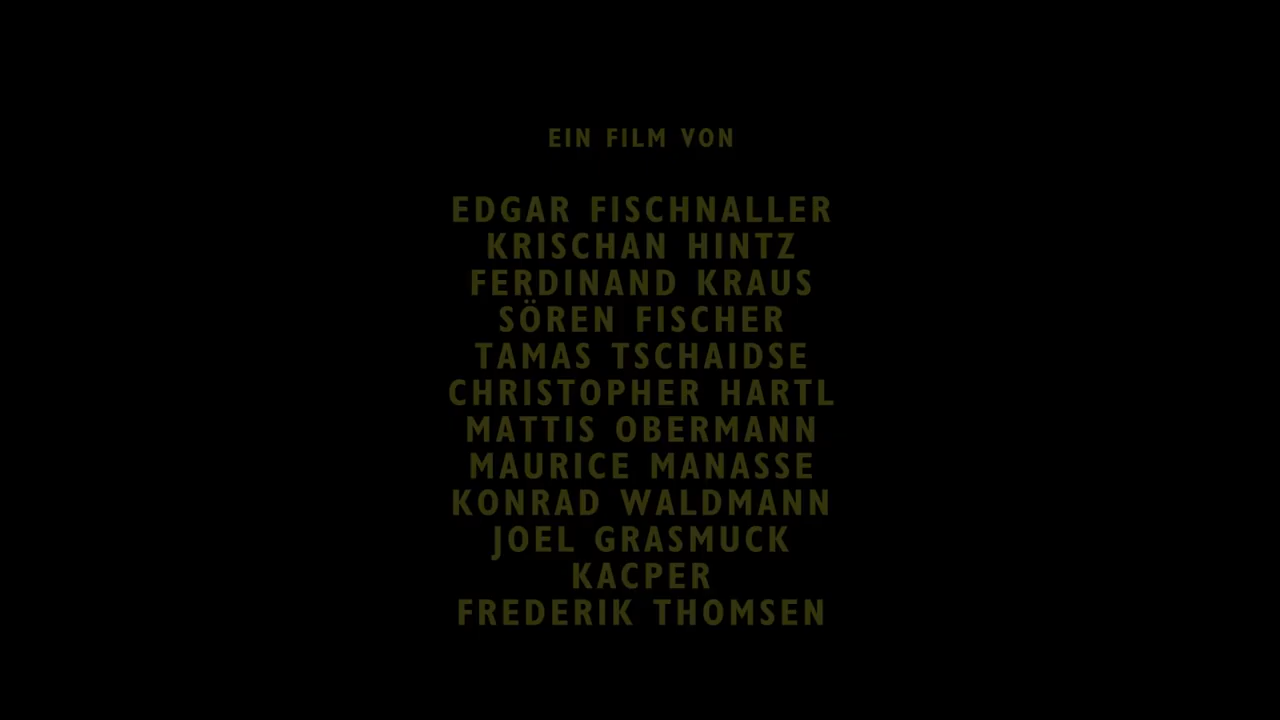 EIN FILM VON
EDGAR FISCHNALLER
KRISCHAN HINTZ
FERDINAND KRAUS
SÖREN FISCHER
TAMAS TSCHAIDSE
CHRISTOPHER HARTL
MATTIS OBERMANN
MAURICE MANASSE
KONRAD WALDMANN
JOEL GRASMUCK
KACPER
FREDERIK THOMSEN